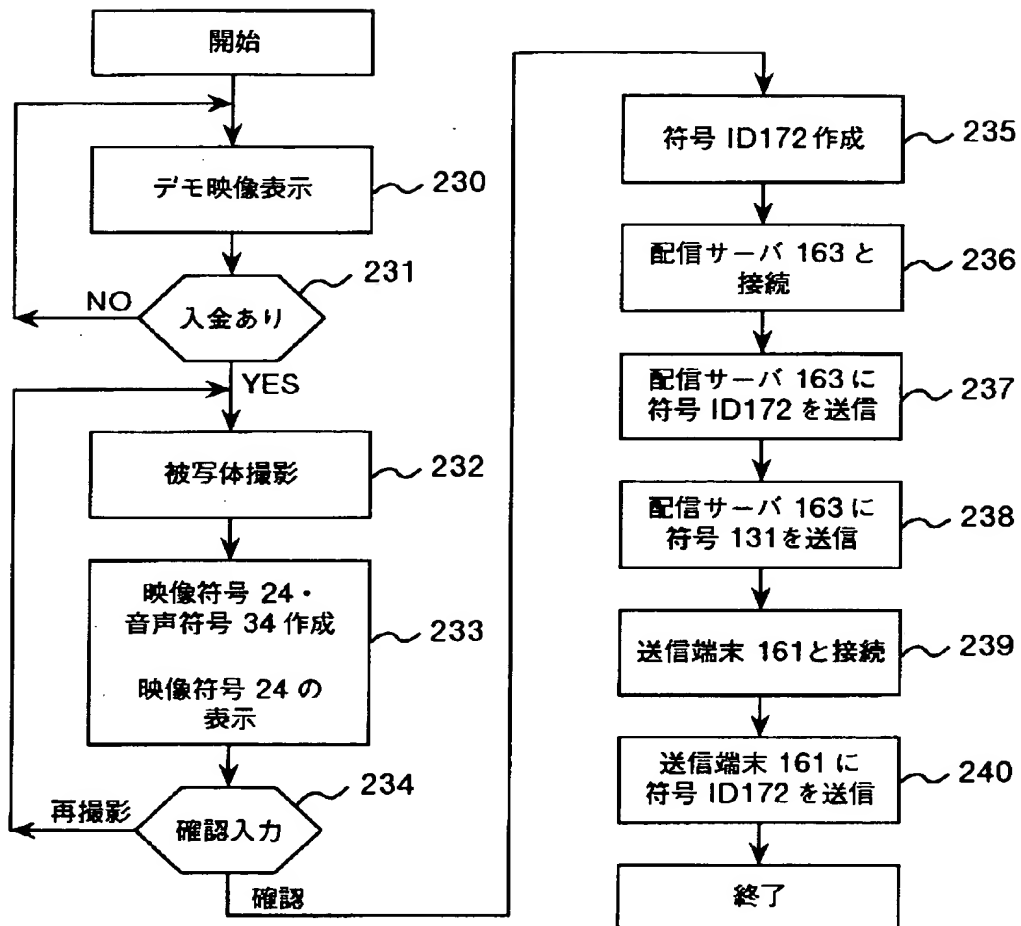 開始
デモ映像表示
230
231
NO
入金あり
YES
被写体撮影
232
映像符号 24・
音声符号 34 作成
映像符号 24 の
表示
233
234
再撮影
確認入力
確認
符号 ID172 作成
235
配信サーバ 163 と
接続
236
配信サーバ 163 に
符号 ID172 を送信
237
配信サーバ 163 に
符号 131を送信
238
送信端末 161と接続
239
送信端末 161 に
符号 ID172 を送信
240
終了